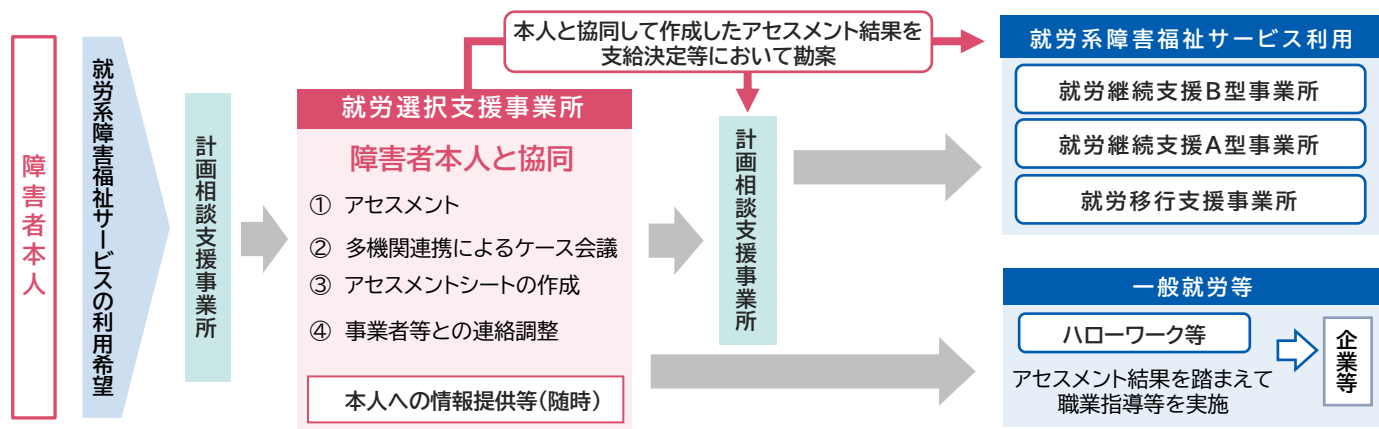 障害者本人
就労系障害福祉サービスの利用希望
計画相談支援事業所
就労選択支援事業所
障害者本人と協同
① アセスメント
② 多機関連携によるケース会議
③ アセスメントシートの作成
④ 事業者等との連絡調整
本人への情報提供等(随時)
本人と協同して作成したアセスメント結果を
支給決定等において勘案
計画相談支援事業所
就労系障害福祉サービス利用
就労継続支援B型事業所
就労継続支援A型事業所
就労移行支援事業所
一般就労等
ハローワーク等
アセスメント結果を踏まえて
職業指導等を実施
企業等